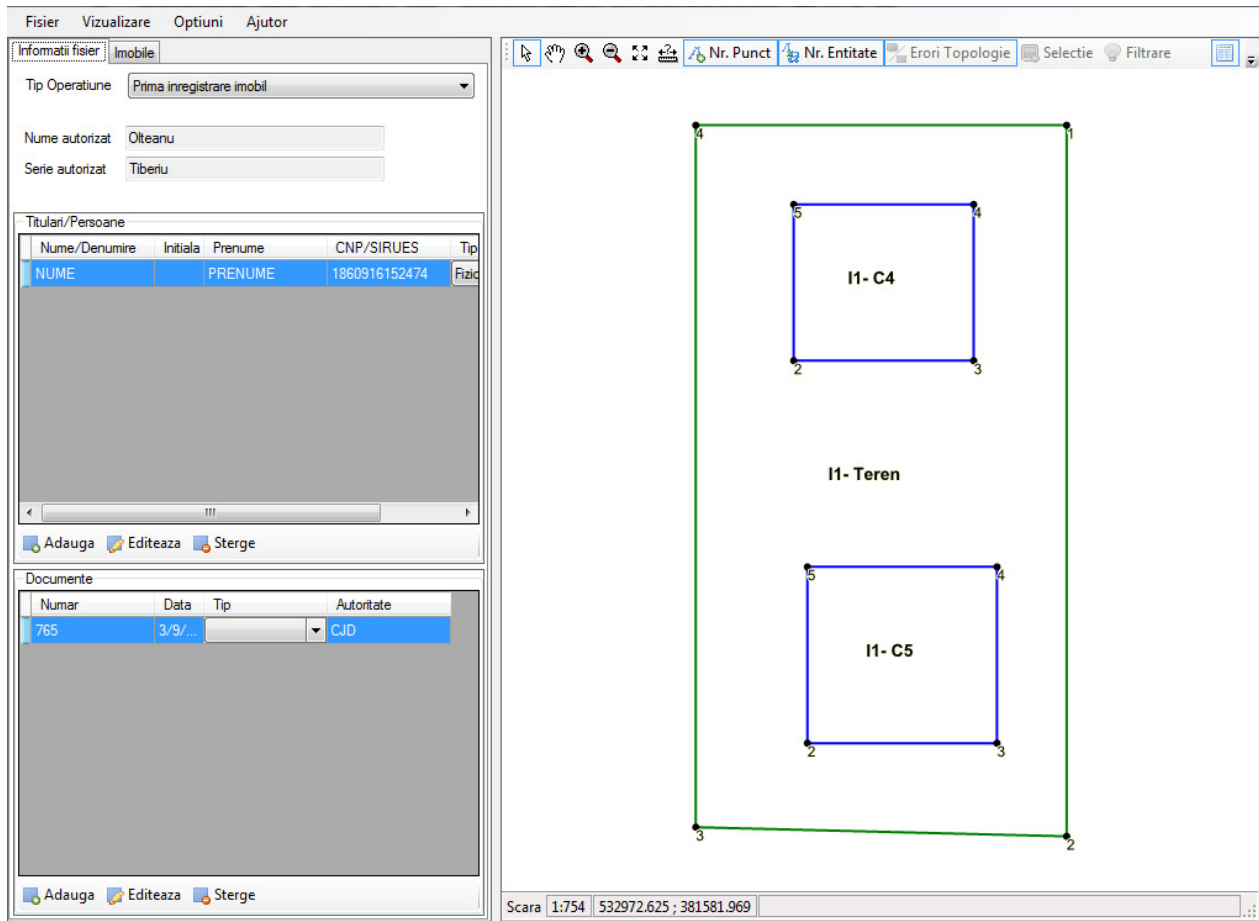 Fisier Vizualizare Optiuni Ajutor
Informatii fisier Imobile
Tip Operatiune Prima inregistrare imobil
Nume autorizat Olteanu
Serie autorizat Tiberiu
Titulari/Persoane
Nume/Denumire Initiala Prenume CNP/SIRUES Tip
NUME PRENUME 1860916152474 Fizic
Adauga Editeaza Sterge
Documente
Numar Data Tip Autoritate
765 3/9/... CJD
Adauga Editeaza Sterge
Nr. Punct Nr. Entitate Erori Topologie Selectie Filtrare
4 1
5 4
I1- C4
2 3
I1- Teren
5 4
I1- C5
2 3
3 2
Scara 1:754 532972.625 ; 381581.969